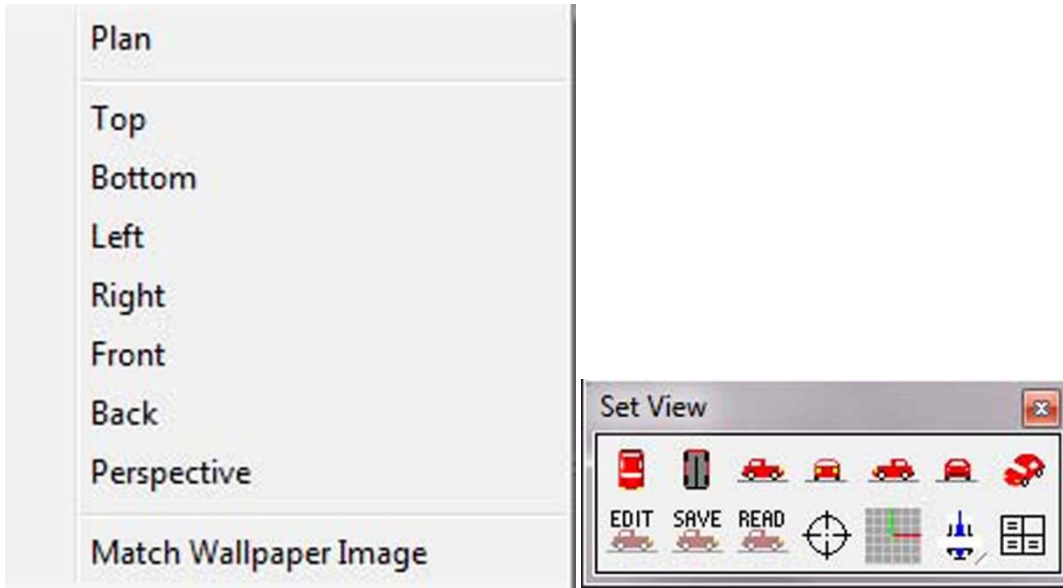 Plan
Top
Bottom
Left
Right
Front
Back
Perspective
Match Wallpaper Image
Set View
EDIT SAVE READ